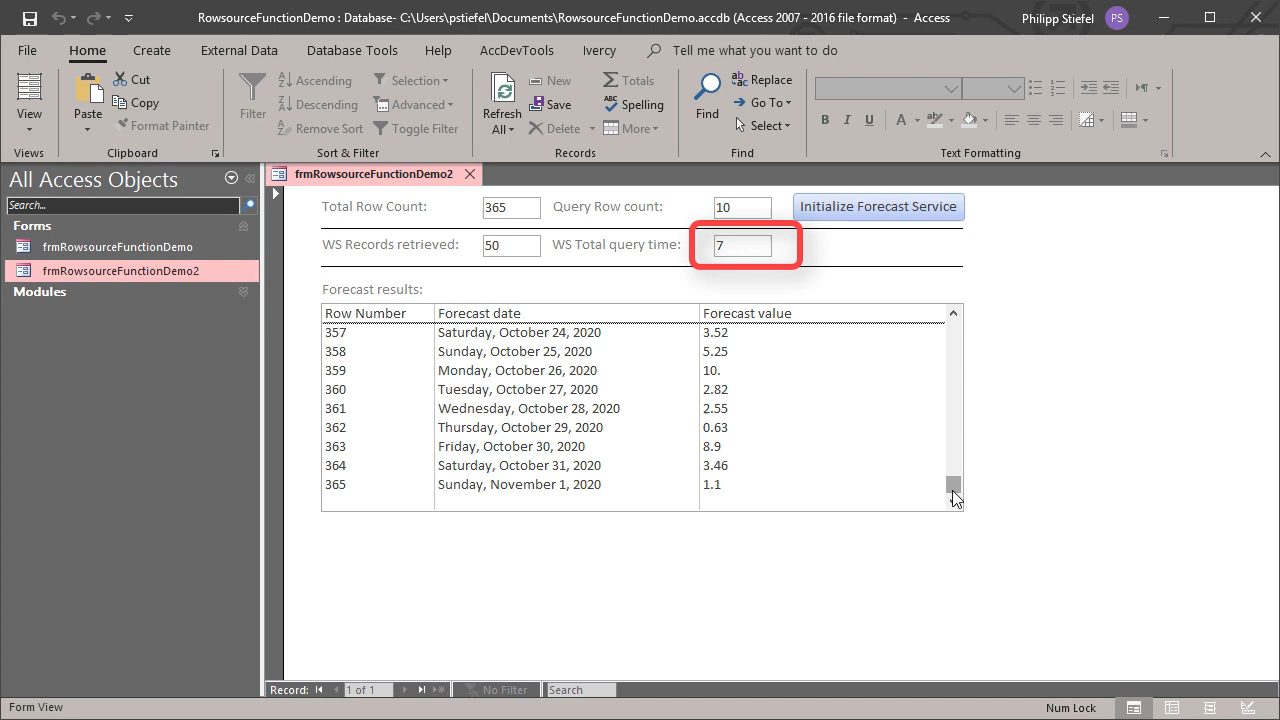 RowsourceFunctionDemo : Database- C:\Users\pstiefel\Documents\RowsourceFunctionDemo.accdb (Access 2007 - 2016 file format) - Access
Philipp Stiefel PS
File Home Create External Data Database Tools Help AccDevTools Ivercy Tell me what you want to do
View
Views
Paste
Cut
Copy
Format Painter
Clipboard
Filter
Ascending
Descending
Selection
Advanced
Toggle Filter
Sort & Filter
Refresh
All
New
Save
Delete
Totals
Spelling
More
Records
Find
Replace
Go To
Select
Find
B I U A
Text Formatting
All Access Objects
Search...
Forms
frmRowsourceFunctionDemo
frmRowsourceFunctionDemo2
Modules
frmRowsourceFunctionDemo2
Total Row Count: 365 Query Row count: 10 Initialize Forecast Service
WS Records retrieved: 50 WS Total query time: 7
Forecast results:
Row Number Forecast date Forecast value
357 Saturday, October 24, 2020 3.52
358 Sunday, October 25, 2020 5.25
359 Monday, October 26, 2020 10.
360 Tuesday, October 27, 2020 2.82
361 Wednesday, October 28, 2020 2.55
362 Thursday, October 29, 2020 0.63
363 Friday, October 30, 2020 8.9
364 Saturday, October 31, 2020 3.46
365 Sunday, November 1, 2020 1.1
Record: 1 of 1 No Filter Search
Form View Num Lock